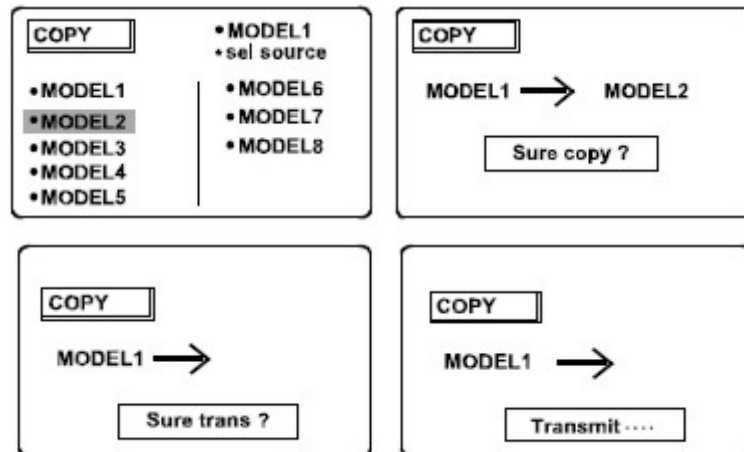 COPY
•MODEL1
•sel source
•MODEL1
•MODEL2
•MODEL3
•MODEL4
•MODEL5
•MODEL6
•MODEL7
•MODEL8
COPY
MODEL1 → MODEL2
Sure copy ?
COPY
MODEL1 →
Sure trans ?
COPY
MODEL1 →
Transmit ····